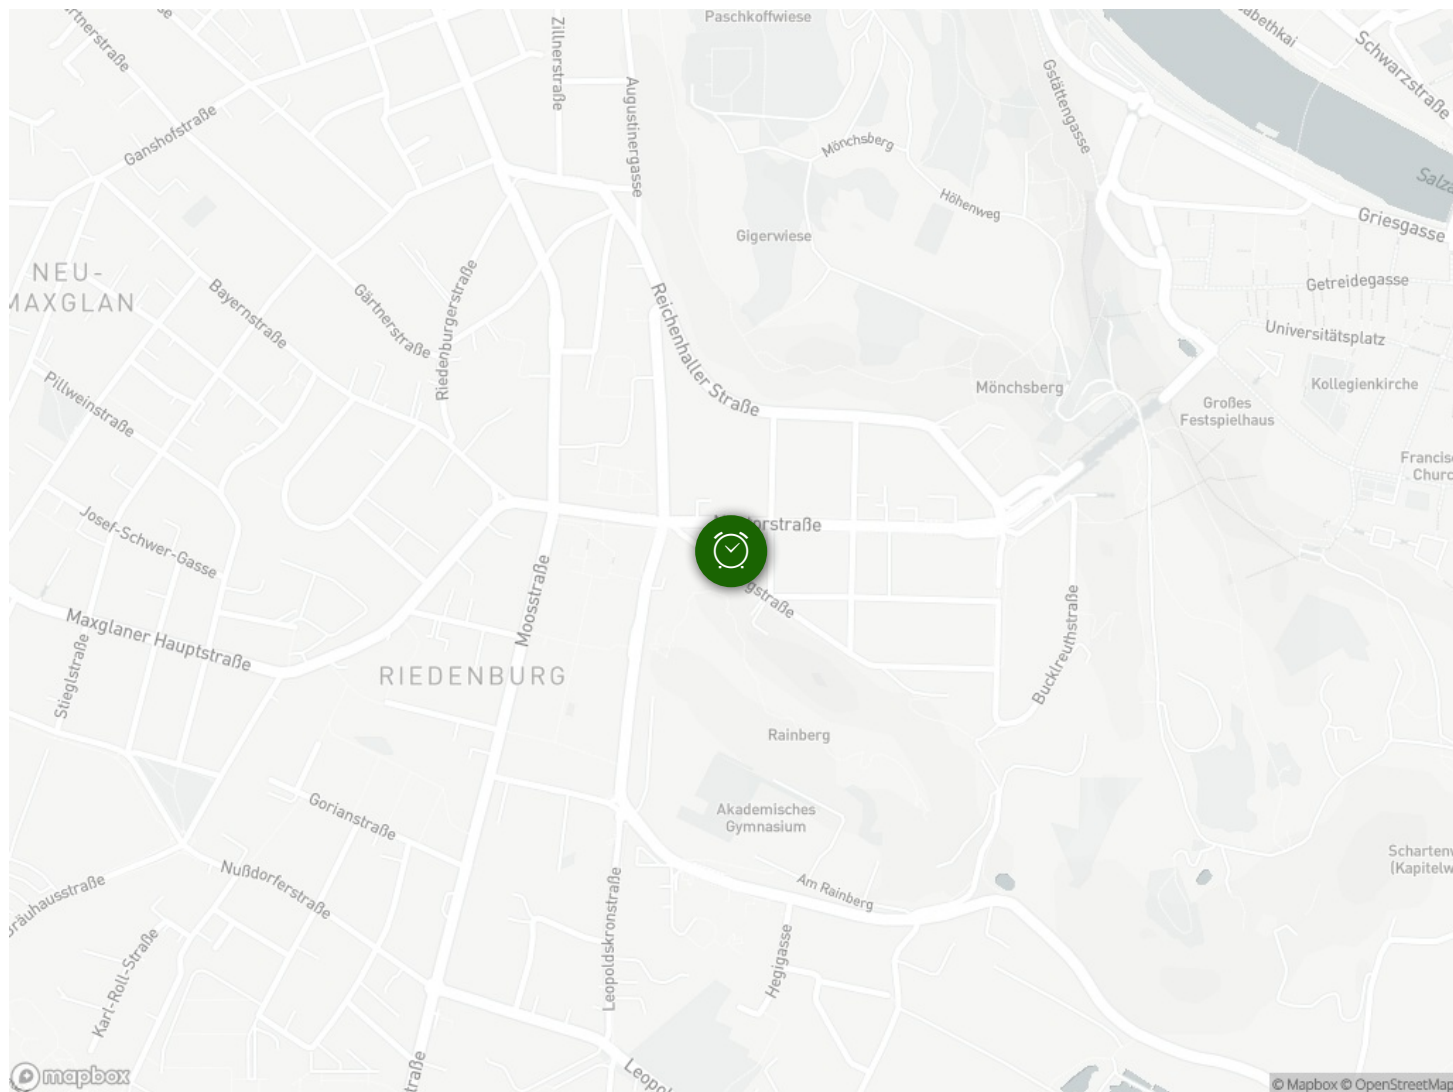 Paschkoffwiese
Zillnerstraße
Augustinergasse
Gstättengasse
Schwarzstraße
Ganshofstraße
Mönchsberg
Höhenweg
Griesgasse
Gigerwiese
NEU-
MAXGLAN
Getreidegasse
Bayernstraße
Gärtnerstraße
Riedenburgerstraße
Reichenhaller Straße
Universitätsplatz
Pillweinstraße
Mönchsberg
Kollegienkirche
Großes
Festspielhaus
Josef-Schwer-Gasse
Moosstraße
Maxglaner Hauptstraße
Stieglstraße
Bucklreuthstraße
RIEDENBURG
Rainberg
Gorianstraße
Akademisches
Gymnasium
Nußdorferstraße
Am Rainberg
Leopoldskronstraße
Hegigasse
Karl-Roll-Straße
mapbox
© Mapbox © OpenStreetMap